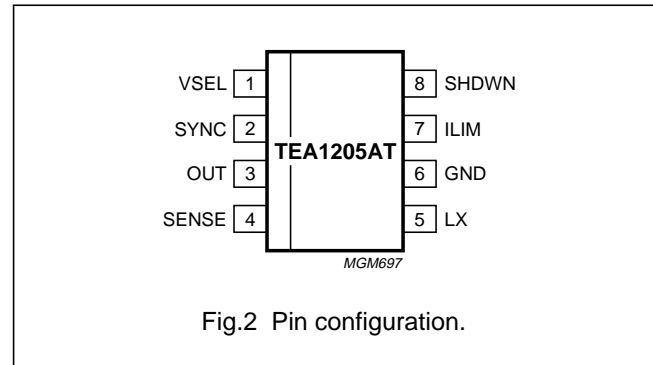 VSEL 1 8 SHDWN
SYNC 2 7 ILIM
TEA1205AT
OUT 3 6 GND
SENSE 4 5 LX
MGM697
Fig.2 Pin configuration.